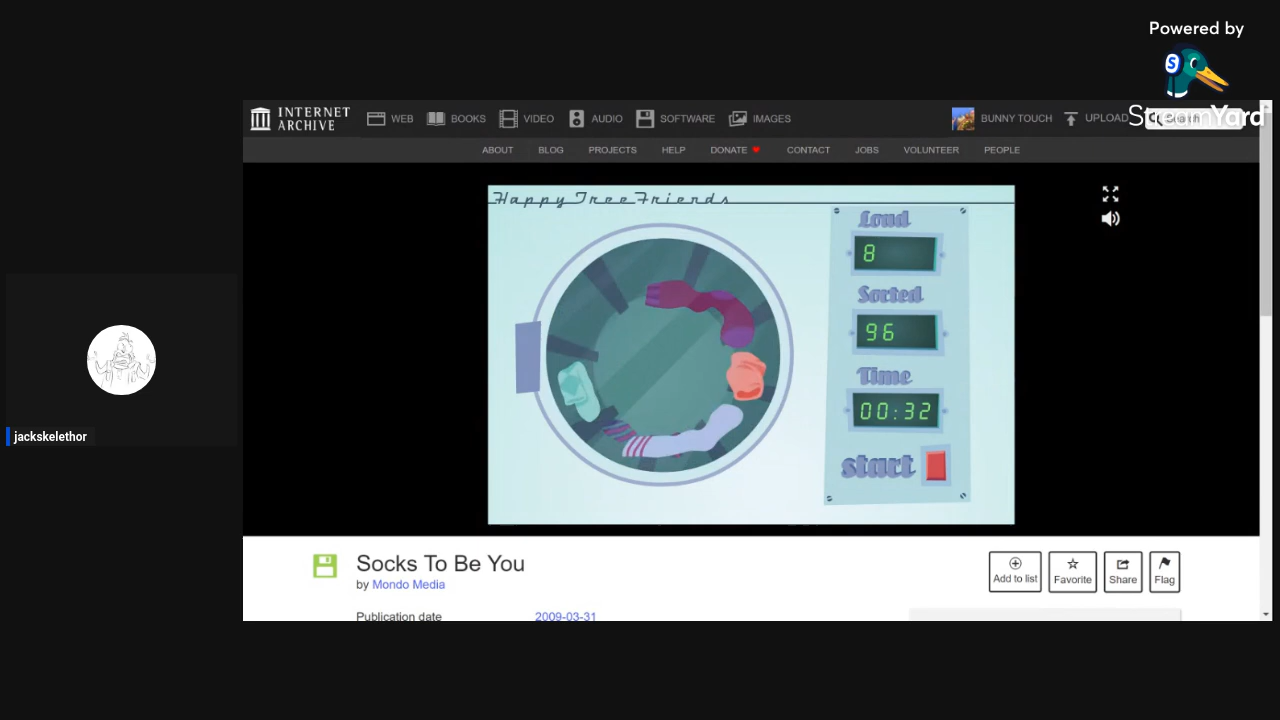 Powered by
StreamYard
INTERNET
ARCHIVE
WEB
BOOKS
VIDEO
AUDIO
SOFTWARE
IMAGES
BUNNY TOUCH
UPLOAD
Search
ABOUT
BLOG
PROJECTS
HELP
DONATE
CONTACT
JOBS
VOLUNTEER
PEOPLE
Happy Tree Friends
Loud
8
Sorted
96
Time
00:32
start
jackskelethor
Socks To Be You
by Mondo Media
Add to list
Favorite
Share
Flag
Publication date 2009-03-31